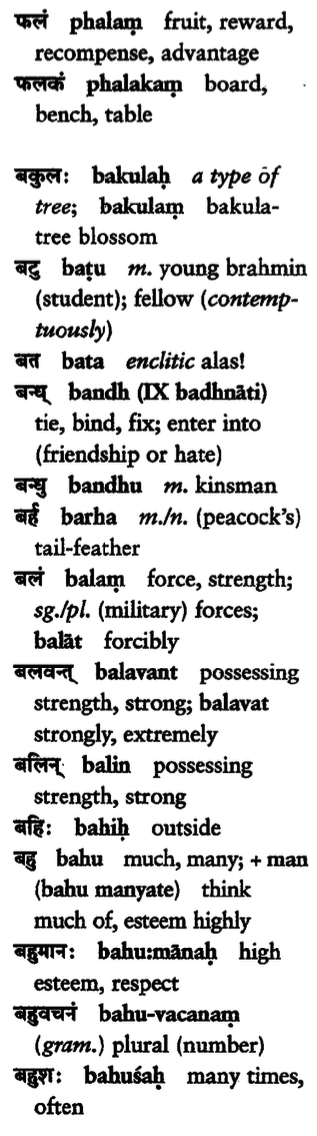 फलं phalaṃ fruit, reward,
recompense, advantage
फलकं phalakaṃ board,
bench, table
बकुलः bakulaḥ a type of
tree; bakulaṃ bakula-
tree blossom
बटु baṭu m. young brahmin
(student); fellow (contemp-
tuously)
बत bata enclitic alas!
बन्ध् bandh (IX badhnāti)
tie, bind, fix; enter into
(friendship or hate)
बन्धु bandhu m. kinsman
बर्ह barha m./n. (peacock's)
tail-feather
बलं balaṃ force, strength;
sg./pl. (military) forces;
balāt forcibly
बलवन्त् balavant possessing
strength, strong; balavat
strongly, extremely
बलिन् balin possessing
strength, strong
बहिः bahiḥ outside
बहु bahu much, many; + man
(bahu manyate) think
much of, esteem highly
बहुमानः bahu:mānaḥ high
esteem, respect
बहुवचनं bahu-vacanaṃ
(gram.) plural (number)
बहुशः bahuśaḥ many times,
often